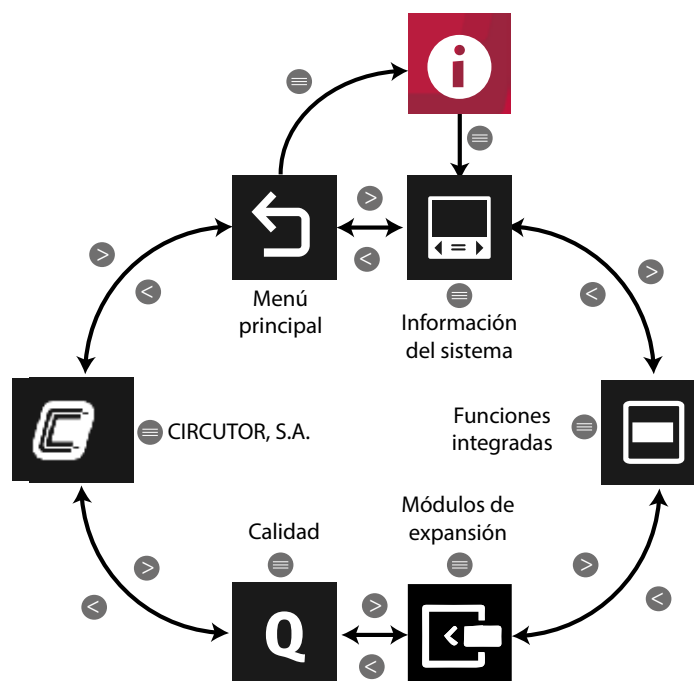 i
>
<
Menú
principal
Información
del sistema
>
<
>
<
C
CIRCUTOR, S.A.
Funciones
integradas
Calidad
Módulos de
expansión
>
<
Q
>
<
<
>
<